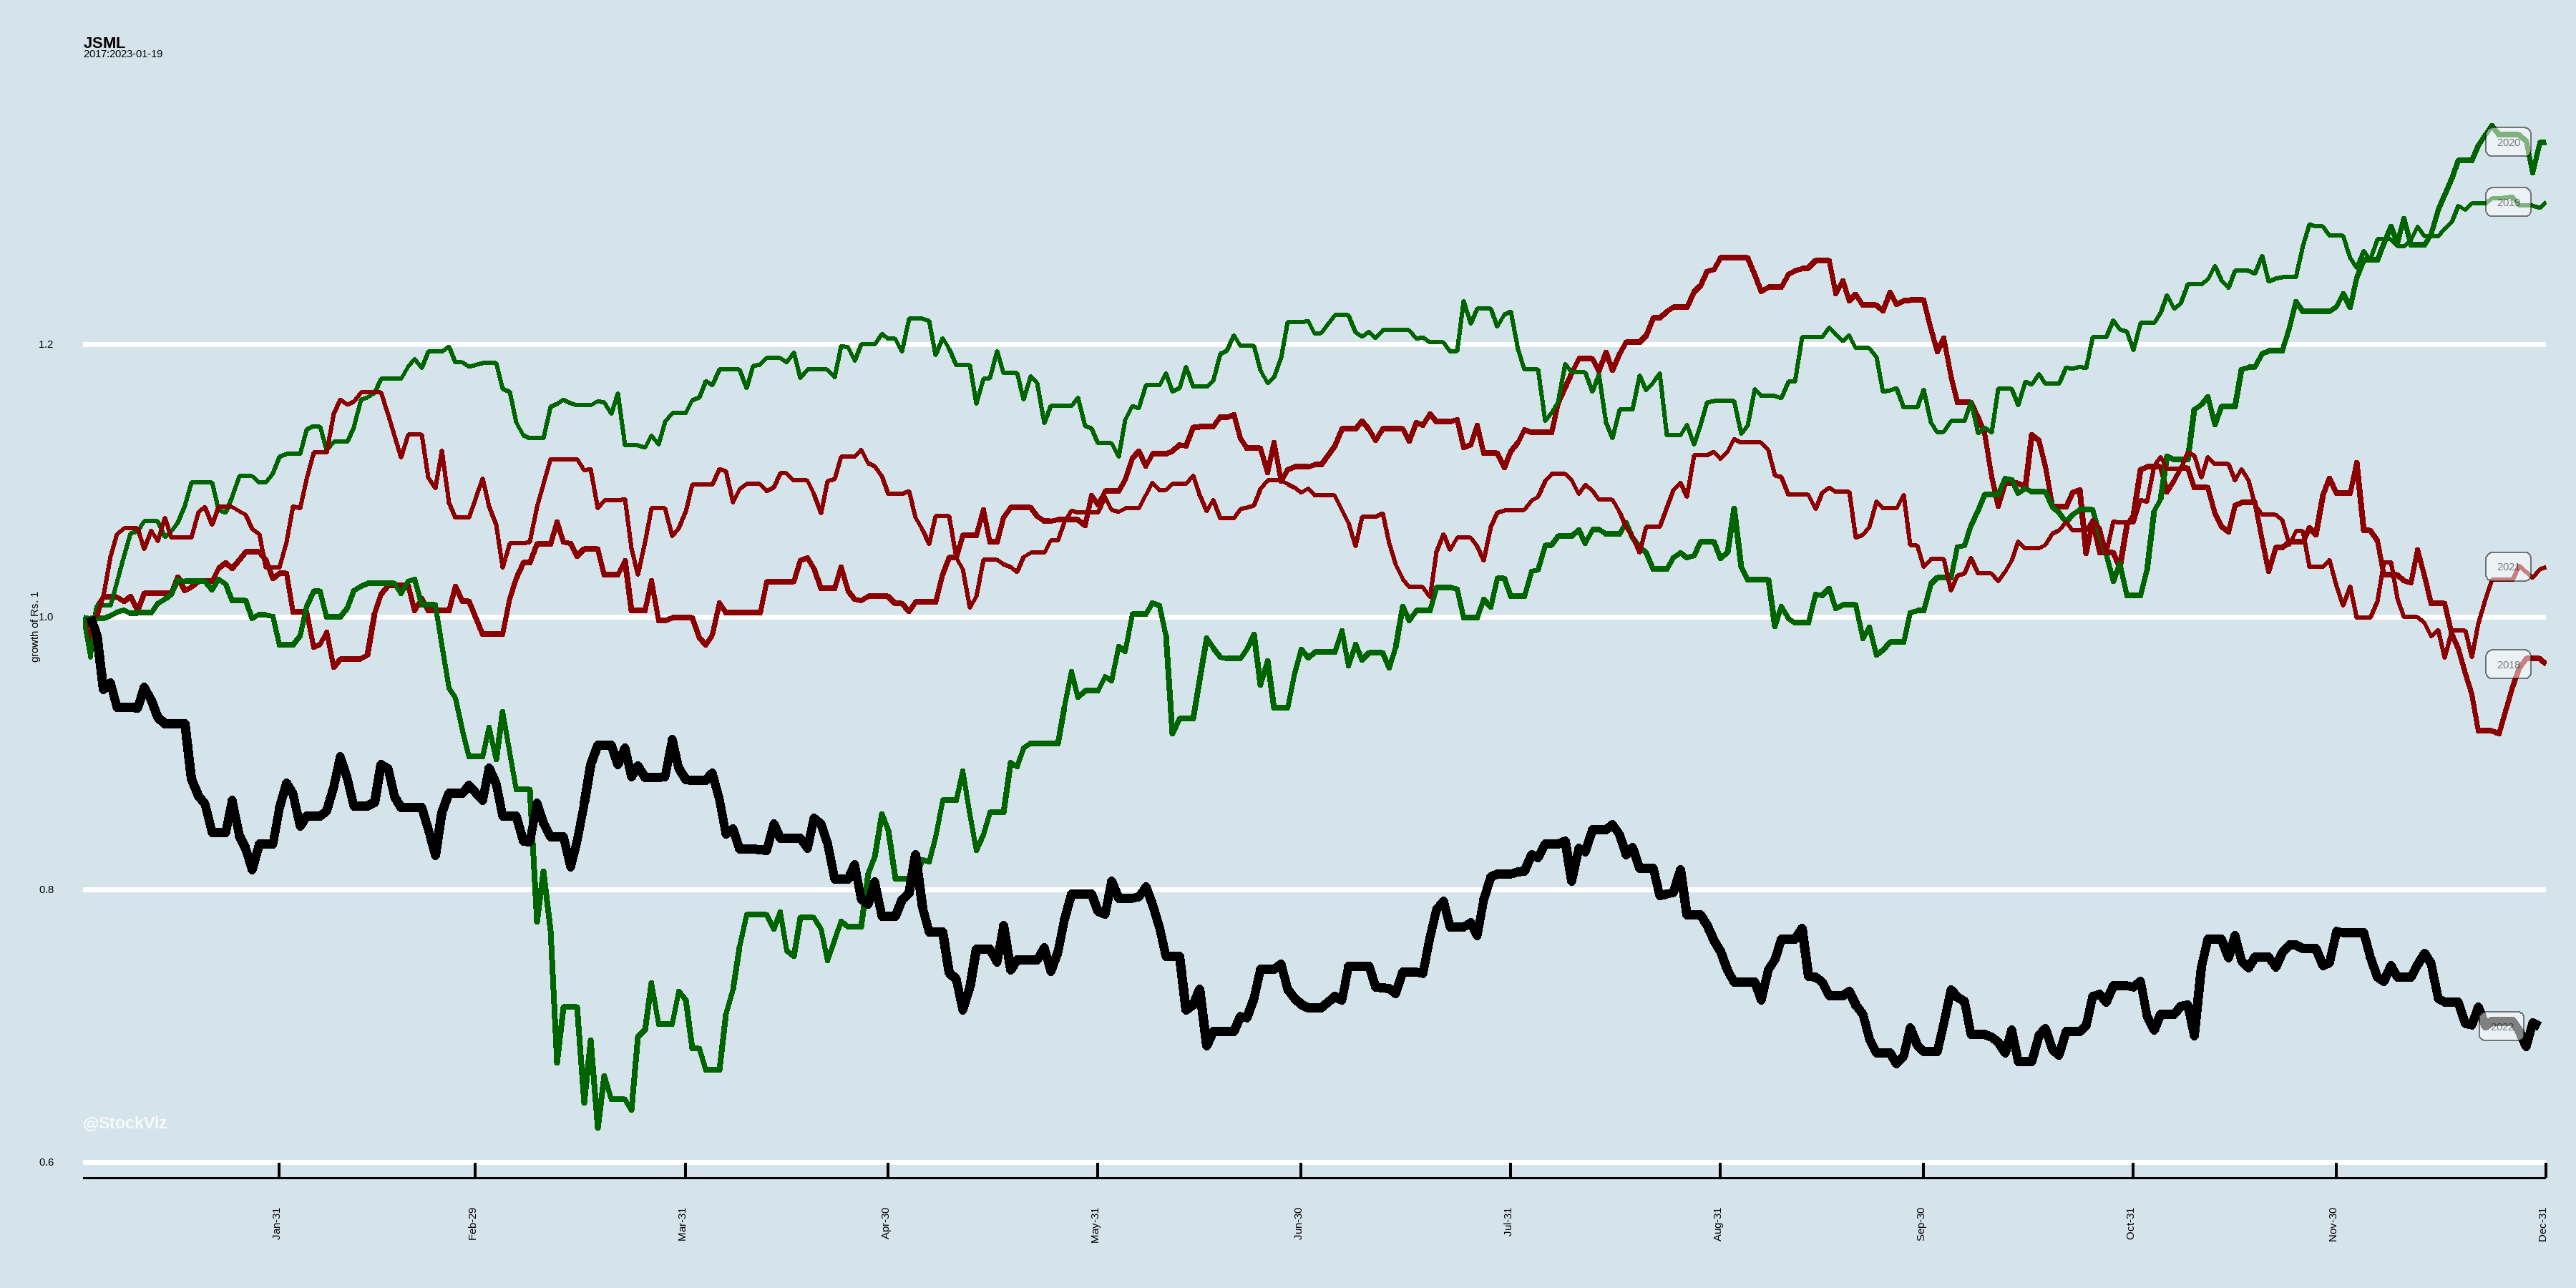 JSML
2017:2023-01-19
2020
2019
1.2
2021
growth of Rs. 1
1.0
2018
0.8
2022
@StockViz
0.6
Jan-31
Feb-29
Mar-31
Apr-30
May-31
Jun-30
Jul-31
Aug-31
Sep-30
Oct-31
Nov-30
Dec-31